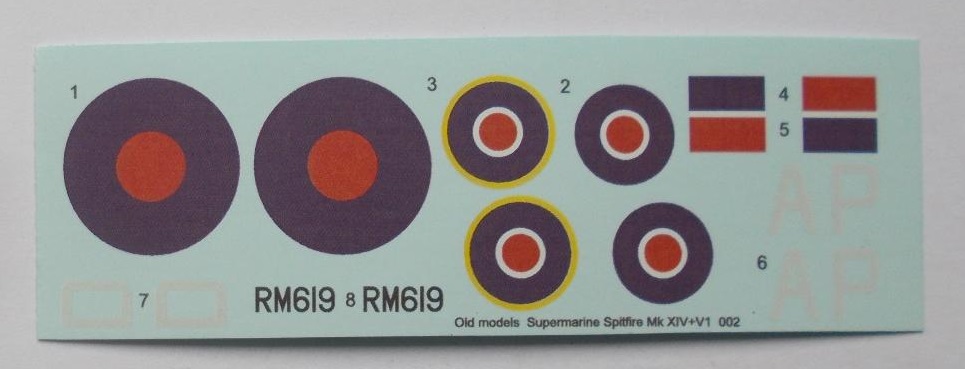 1
3
2
4
5
AP
AP
6
7
D D
RM619 8 RM619
Old models Supermarine Spitfire Mk XIV+V1 002